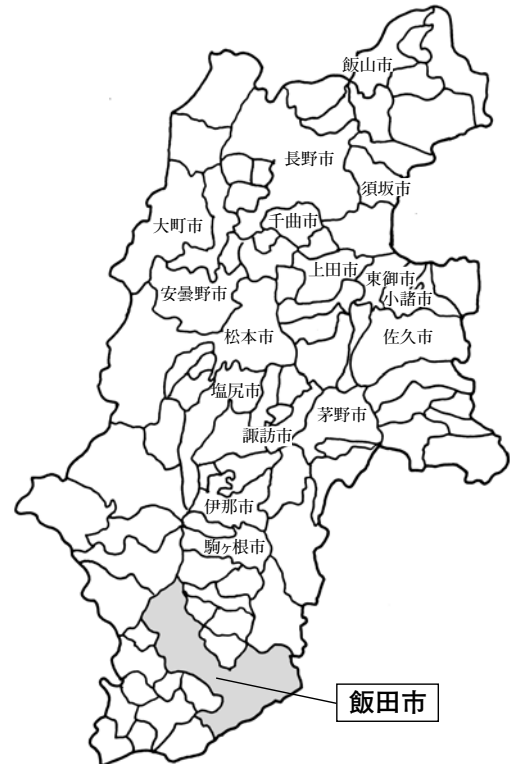 飯山市
長野市
須坂市
大町市
千曲市
上田市
東御市
小諸市
安曇野市
松本市
佐久市
塩尻市
茅野市
諏訪市
伊那市
駒ヶ根市
飯田市